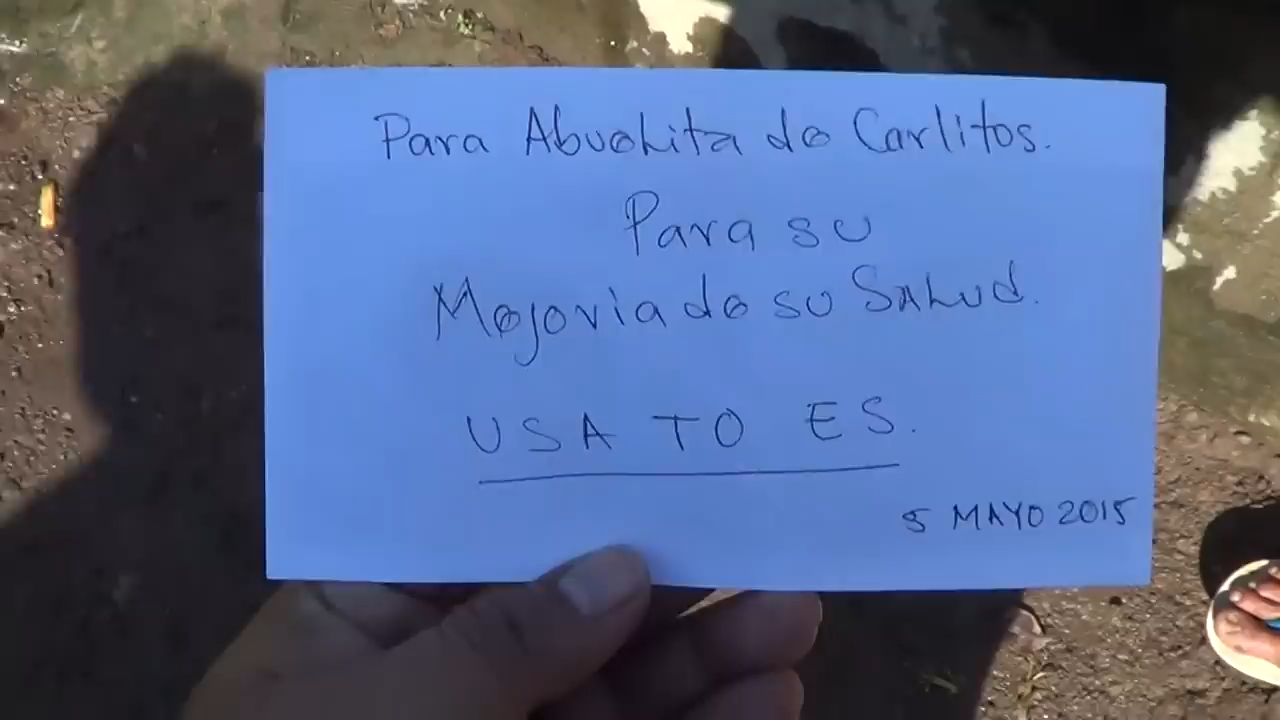 Para Abuelita de Carlitos.
Para su
Mejoria de su Salud.
USA TO ES.
5 MAYO 2015